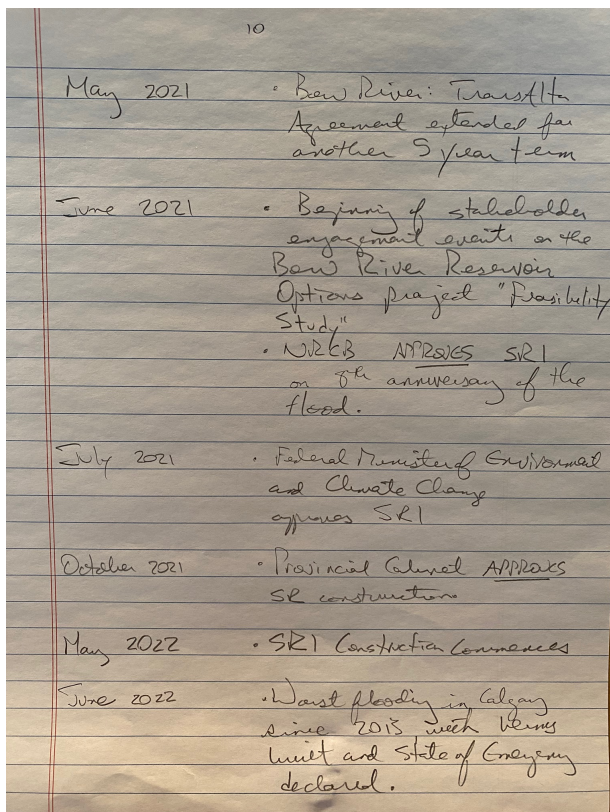 10
May 2021 • Bow River: TransAlta
Agreement extended for
another 5 year term
June 2021 • Beginning of stakeholder
engagement events on the
Bow River Reservoir
Options project "Feasibility
Study"
• NRCB APPROVES SR1
on 8th anniversary of the
flood.
July 2021 • Federal Minister of Environment
and Climate Change
approves SR1
October 2021 • Provincial Cabinet APPROVES
SR construction
May 2022 • SR1 Construction Commences
June 2022 • Worst flooding in Calgary
since 2013 with berms
built and State of Emergency
declared.